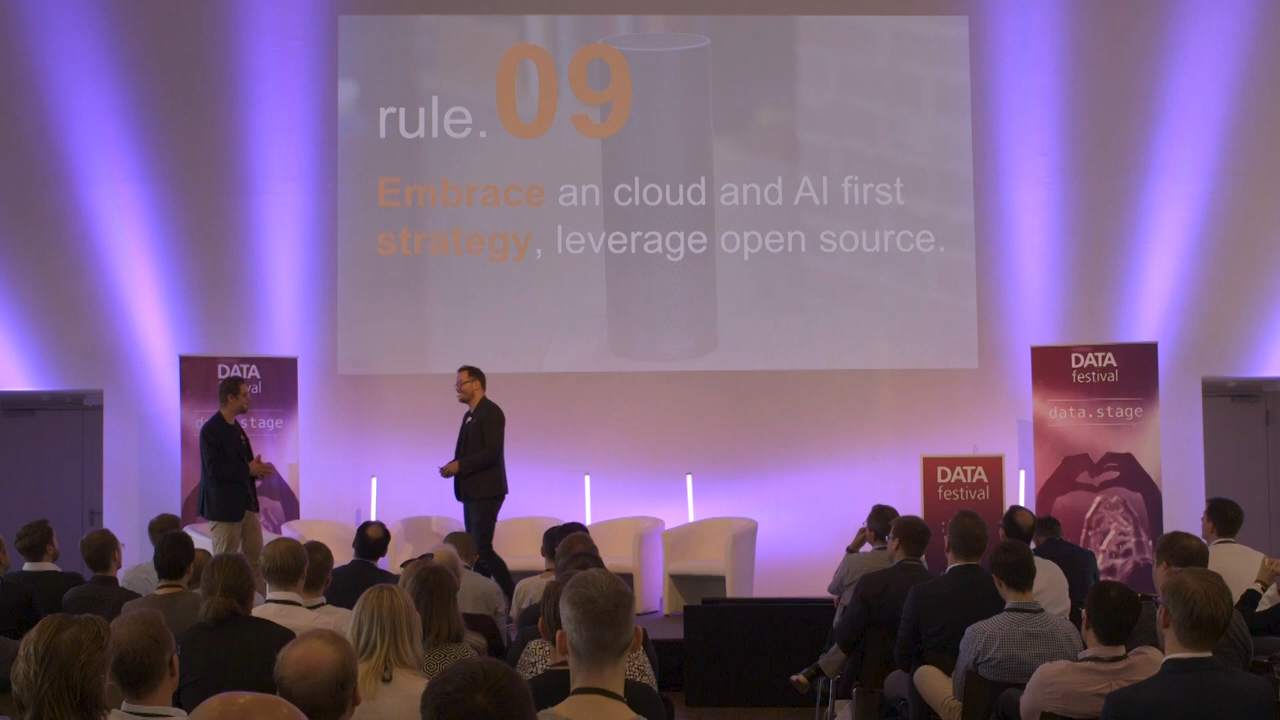 rule.09
Embrace an cloud and AI first
strategy, leverage open source.
DATA
data.stage
DATA
festival
DATA
festival
data.stage